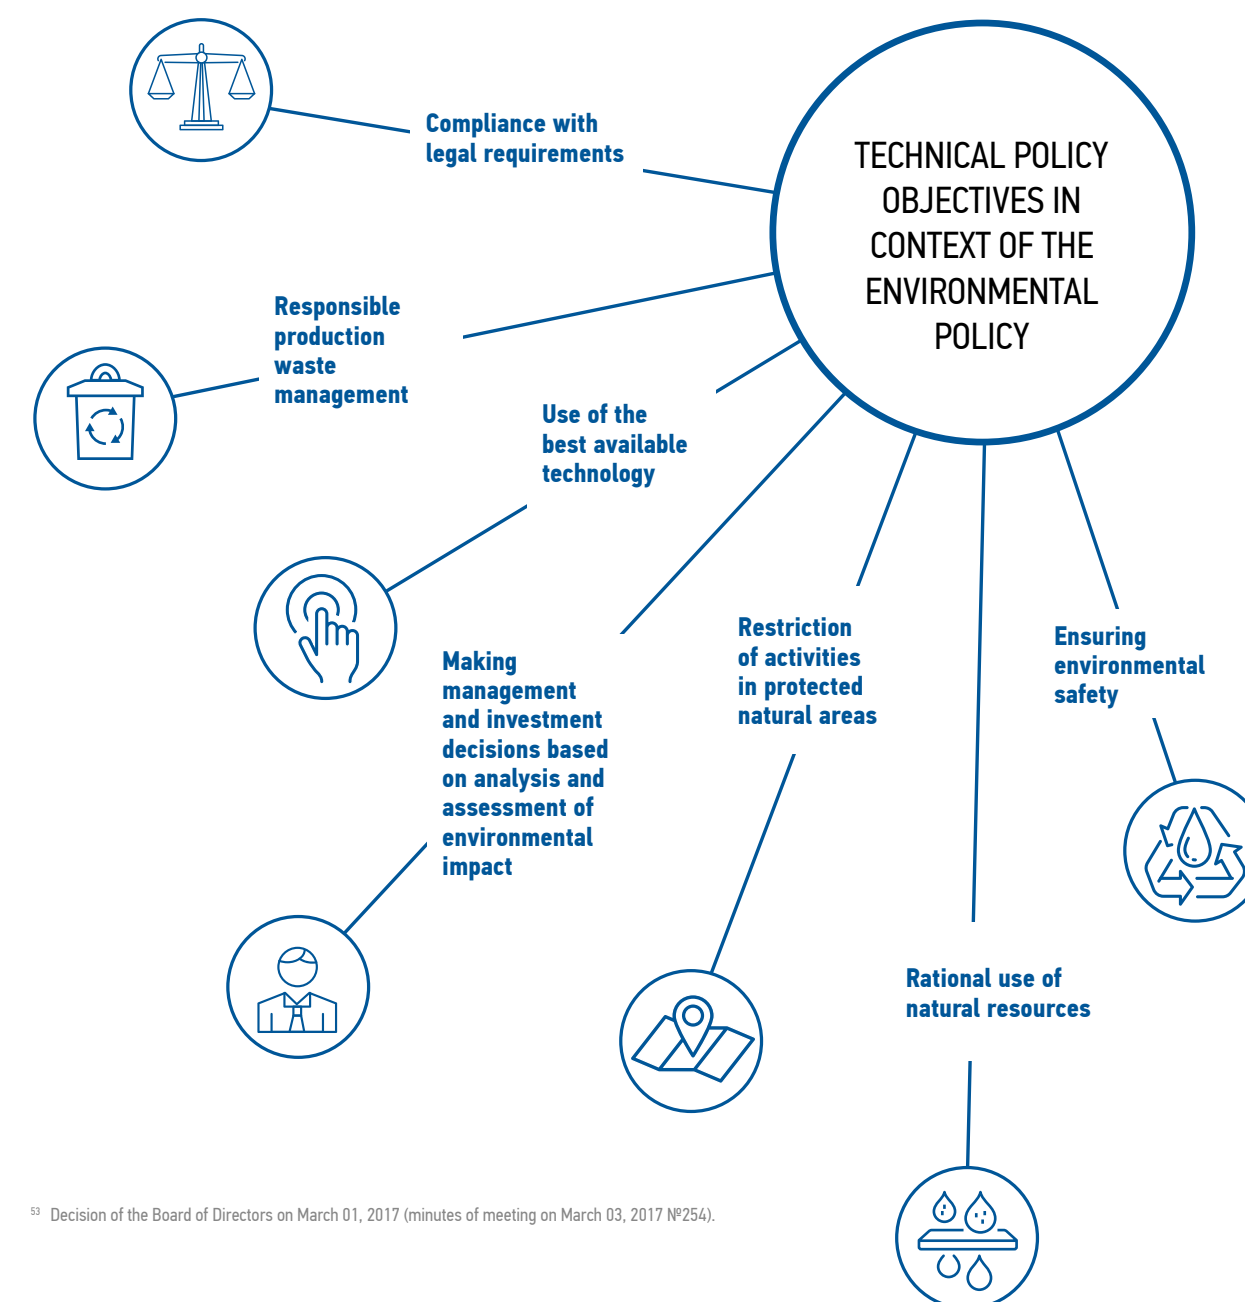 TECHNICAL POLICY
OBJECTIVES IN
CONTEXT OF THE
ENVIRONMENTAL
POLICY
Compliance with
legal requirements
Responsible
production
waste
management
Use of the
best available
technology
Making
management
and investment
decisions based
on analysis and
assessment of
environmental
impact
Restriction
of activities
in protected
natural areas
Rational use of
natural resources
Ensuring
environmental
safety
53 Decision of the Board of Directors on March 01, 2017 (minutes of meeting on March 03, 2017 №254).